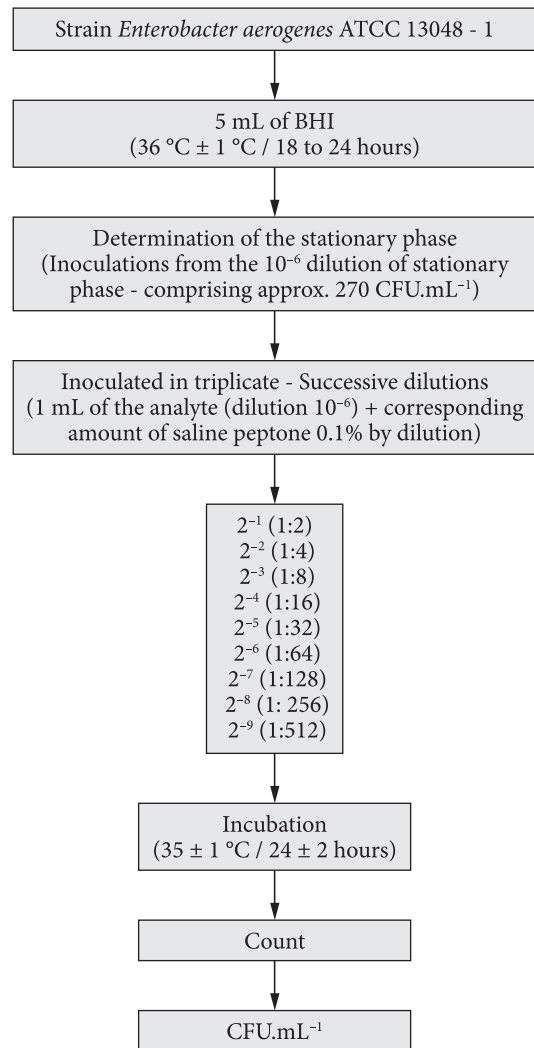 Strain Enterobacter aerogenes ATCC 13048 - 1
5 mL of BHI
(36 °C ± 1 °C / 18 to 24 hours)
Determination of the stationary phase
(Inoculations from the 10⁻⁶ dilution of stationary
phase - comprising approx. 270 CFU.mL⁻¹)
Inoculated in triplicate - Successive dilutions
(1 mL of the analyte (dilution 10⁻⁶) + corresponding
amount of saline peptone 0.1% by dilution)
2⁻¹ (1:2)
2⁻² (1:4)
2⁻³ (1:8)
2⁻⁴ (1:16)
2⁻⁵ (1:32)
2⁻⁶ (1:64)
2⁻⁷ (1:128)
2⁻⁸ (1: 256)
2⁻⁹ (1:512)
Incubation
(35 ± 1 °C / 24 ± 2 hours)
Count
CFU.mL⁻¹